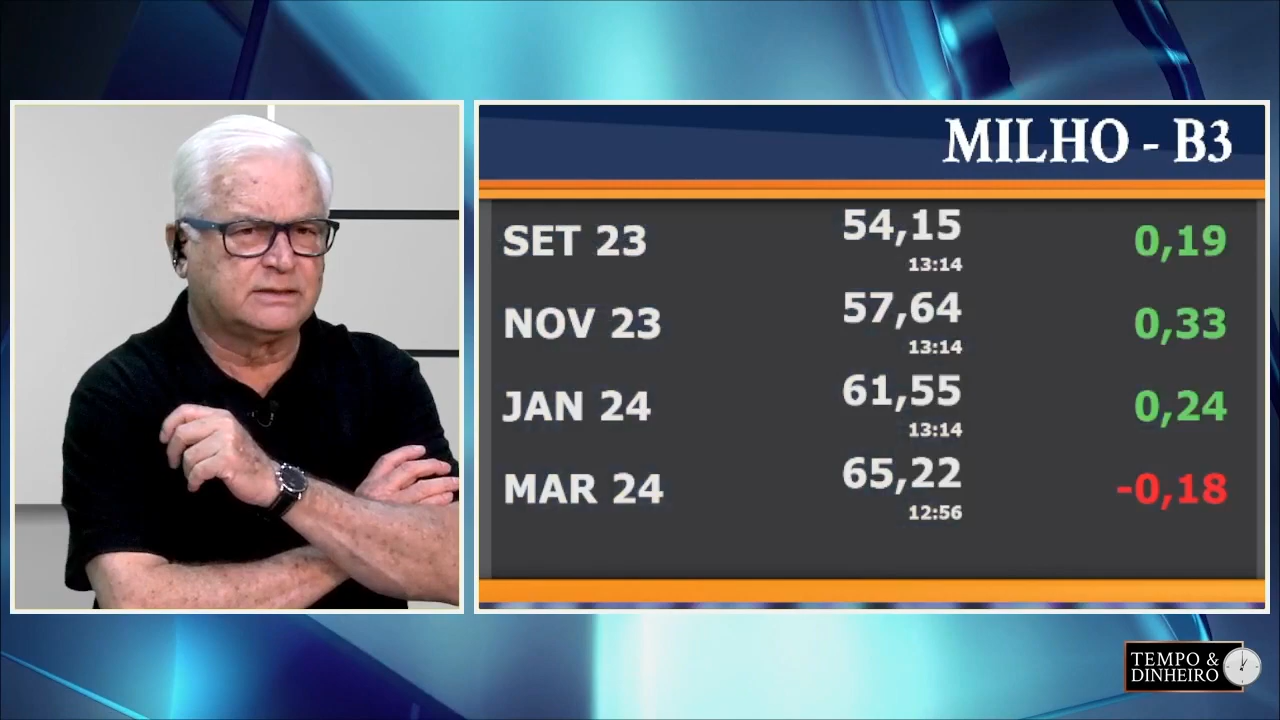 MILHO - B3
SET 23 54,15 0,19
13:14
NOV 23 57,64 0,33
13:14
JAN 24 61,55 0,24
13:14
MAR 24 65,22 -0,18
12:56
TEMPO &
DINHEIRO